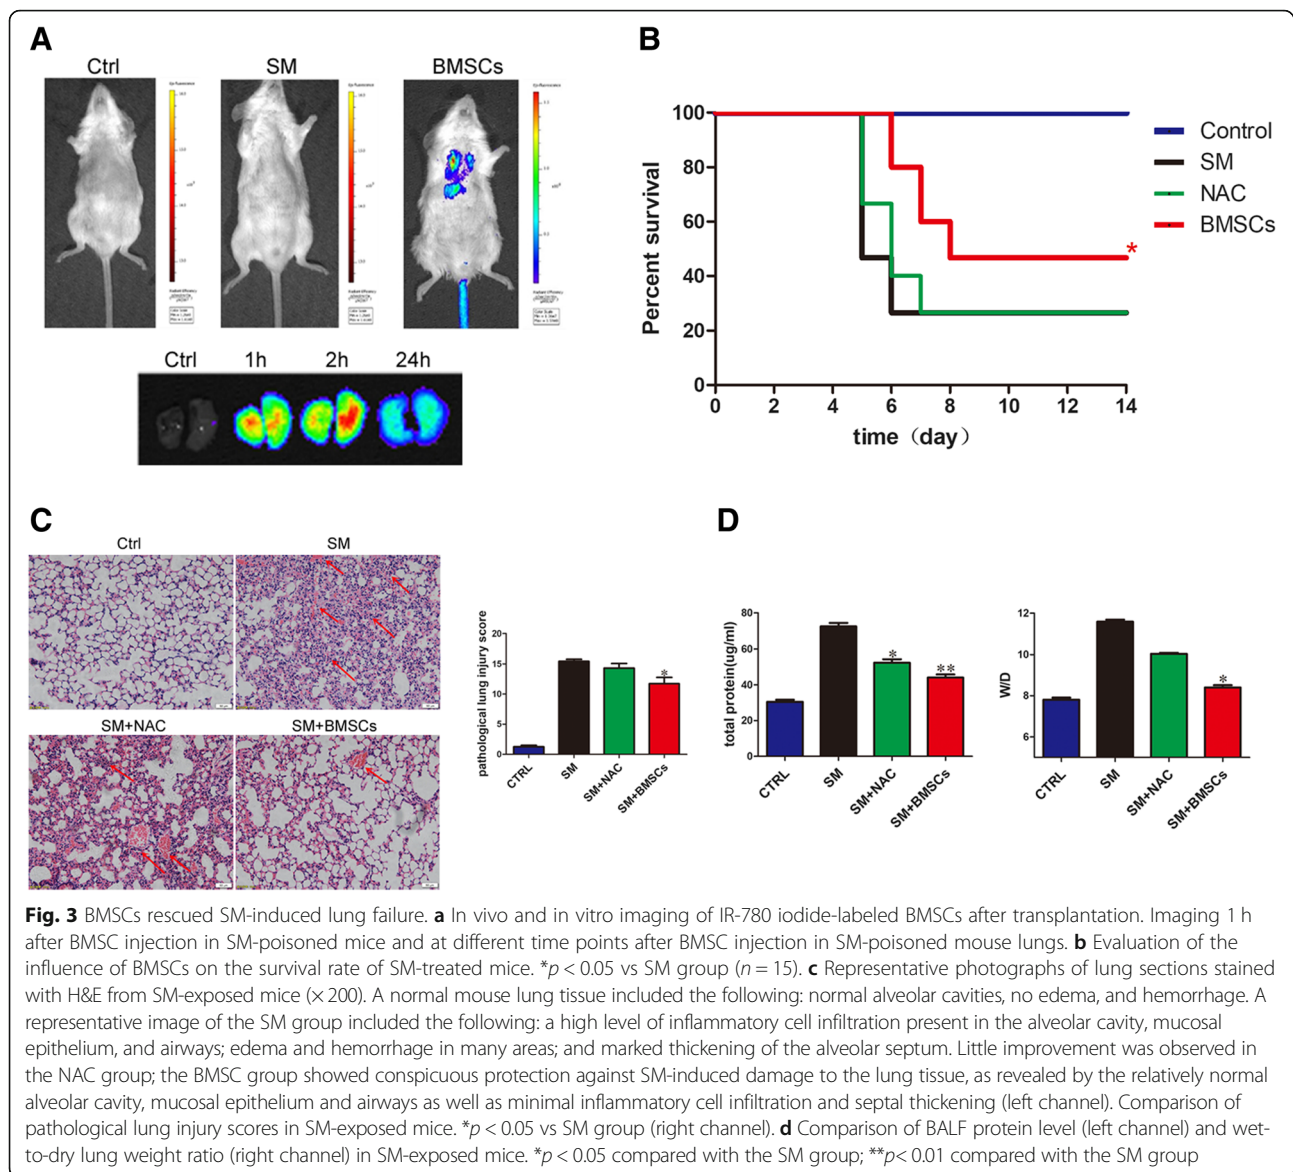 A
Ctrl
SM
BMSCs
Ctrl
1h
2h
24h
B
Percent survival
100
80
60
40
20
0
0
2
4
6
8
10
12
14
time (day)
*
Control
SM
NAC
BMSCs
C
Ctrl
SM
SM+NAC
SM+BMSCs
pathological lung injury score
20
15
10
5
0
*
CTRL
SM
SM+NAC
SM+BMSCs
D
total protein(ug/ml)
80
60
40
20
0
*
**
CTRL
SM
SM+NAC
SM+BMSCs
W/D
12
10
8
6
*
CTRL
SM
SM+NAC
SM+BMSCs
Fig. 3 BMSCs rescued SM-induced lung failure. a In vivo and in vitro imaging of IR-780 iodide-labeled BMSCs after transplantation. Imaging 1 h
after BMSC injection in SM-poisoned mice and at different time points after BMSC injection in SM-poisoned mouse lungs. b Evaluation of the
influence of BMSCs on the survival rate of SM-treated mice. *p < 0.05 vs SM group (n = 15). c Representative photographs of lung sections stained
with H&E from SM-exposed mice (× 200). A normal mouse lung tissue included the following: normal alveolar cavities, no edema, and hemorrhage. A
representative image of the SM group included the following: a high level of inflammatory cell infiltration present in the alveolar cavity, mucosal
epithelium, and airways; edema and hemorrhage in many areas; and marked thickening of the alveolar septum. Little improvement was observed in
the NAC group; the BMSC group showed conspicuous protection against SM-induced damage to the lung tissue, as revealed by the relatively normal
alveolar cavity, mucosal epithelium and airways as well as minimal inflammatory cell infiltration and septal thickening (left channel). Comparison of
pathological lung injury scores in SM-exposed mice. *p < 0.05 vs SM group (right channel). d Comparison of BALF protein level (left channel) and wet-
to-dry lung weight ratio (right channel) in SM-exposed mice. *p < 0.05 compared with the SM group; **p< 0.01 compared with the SM group